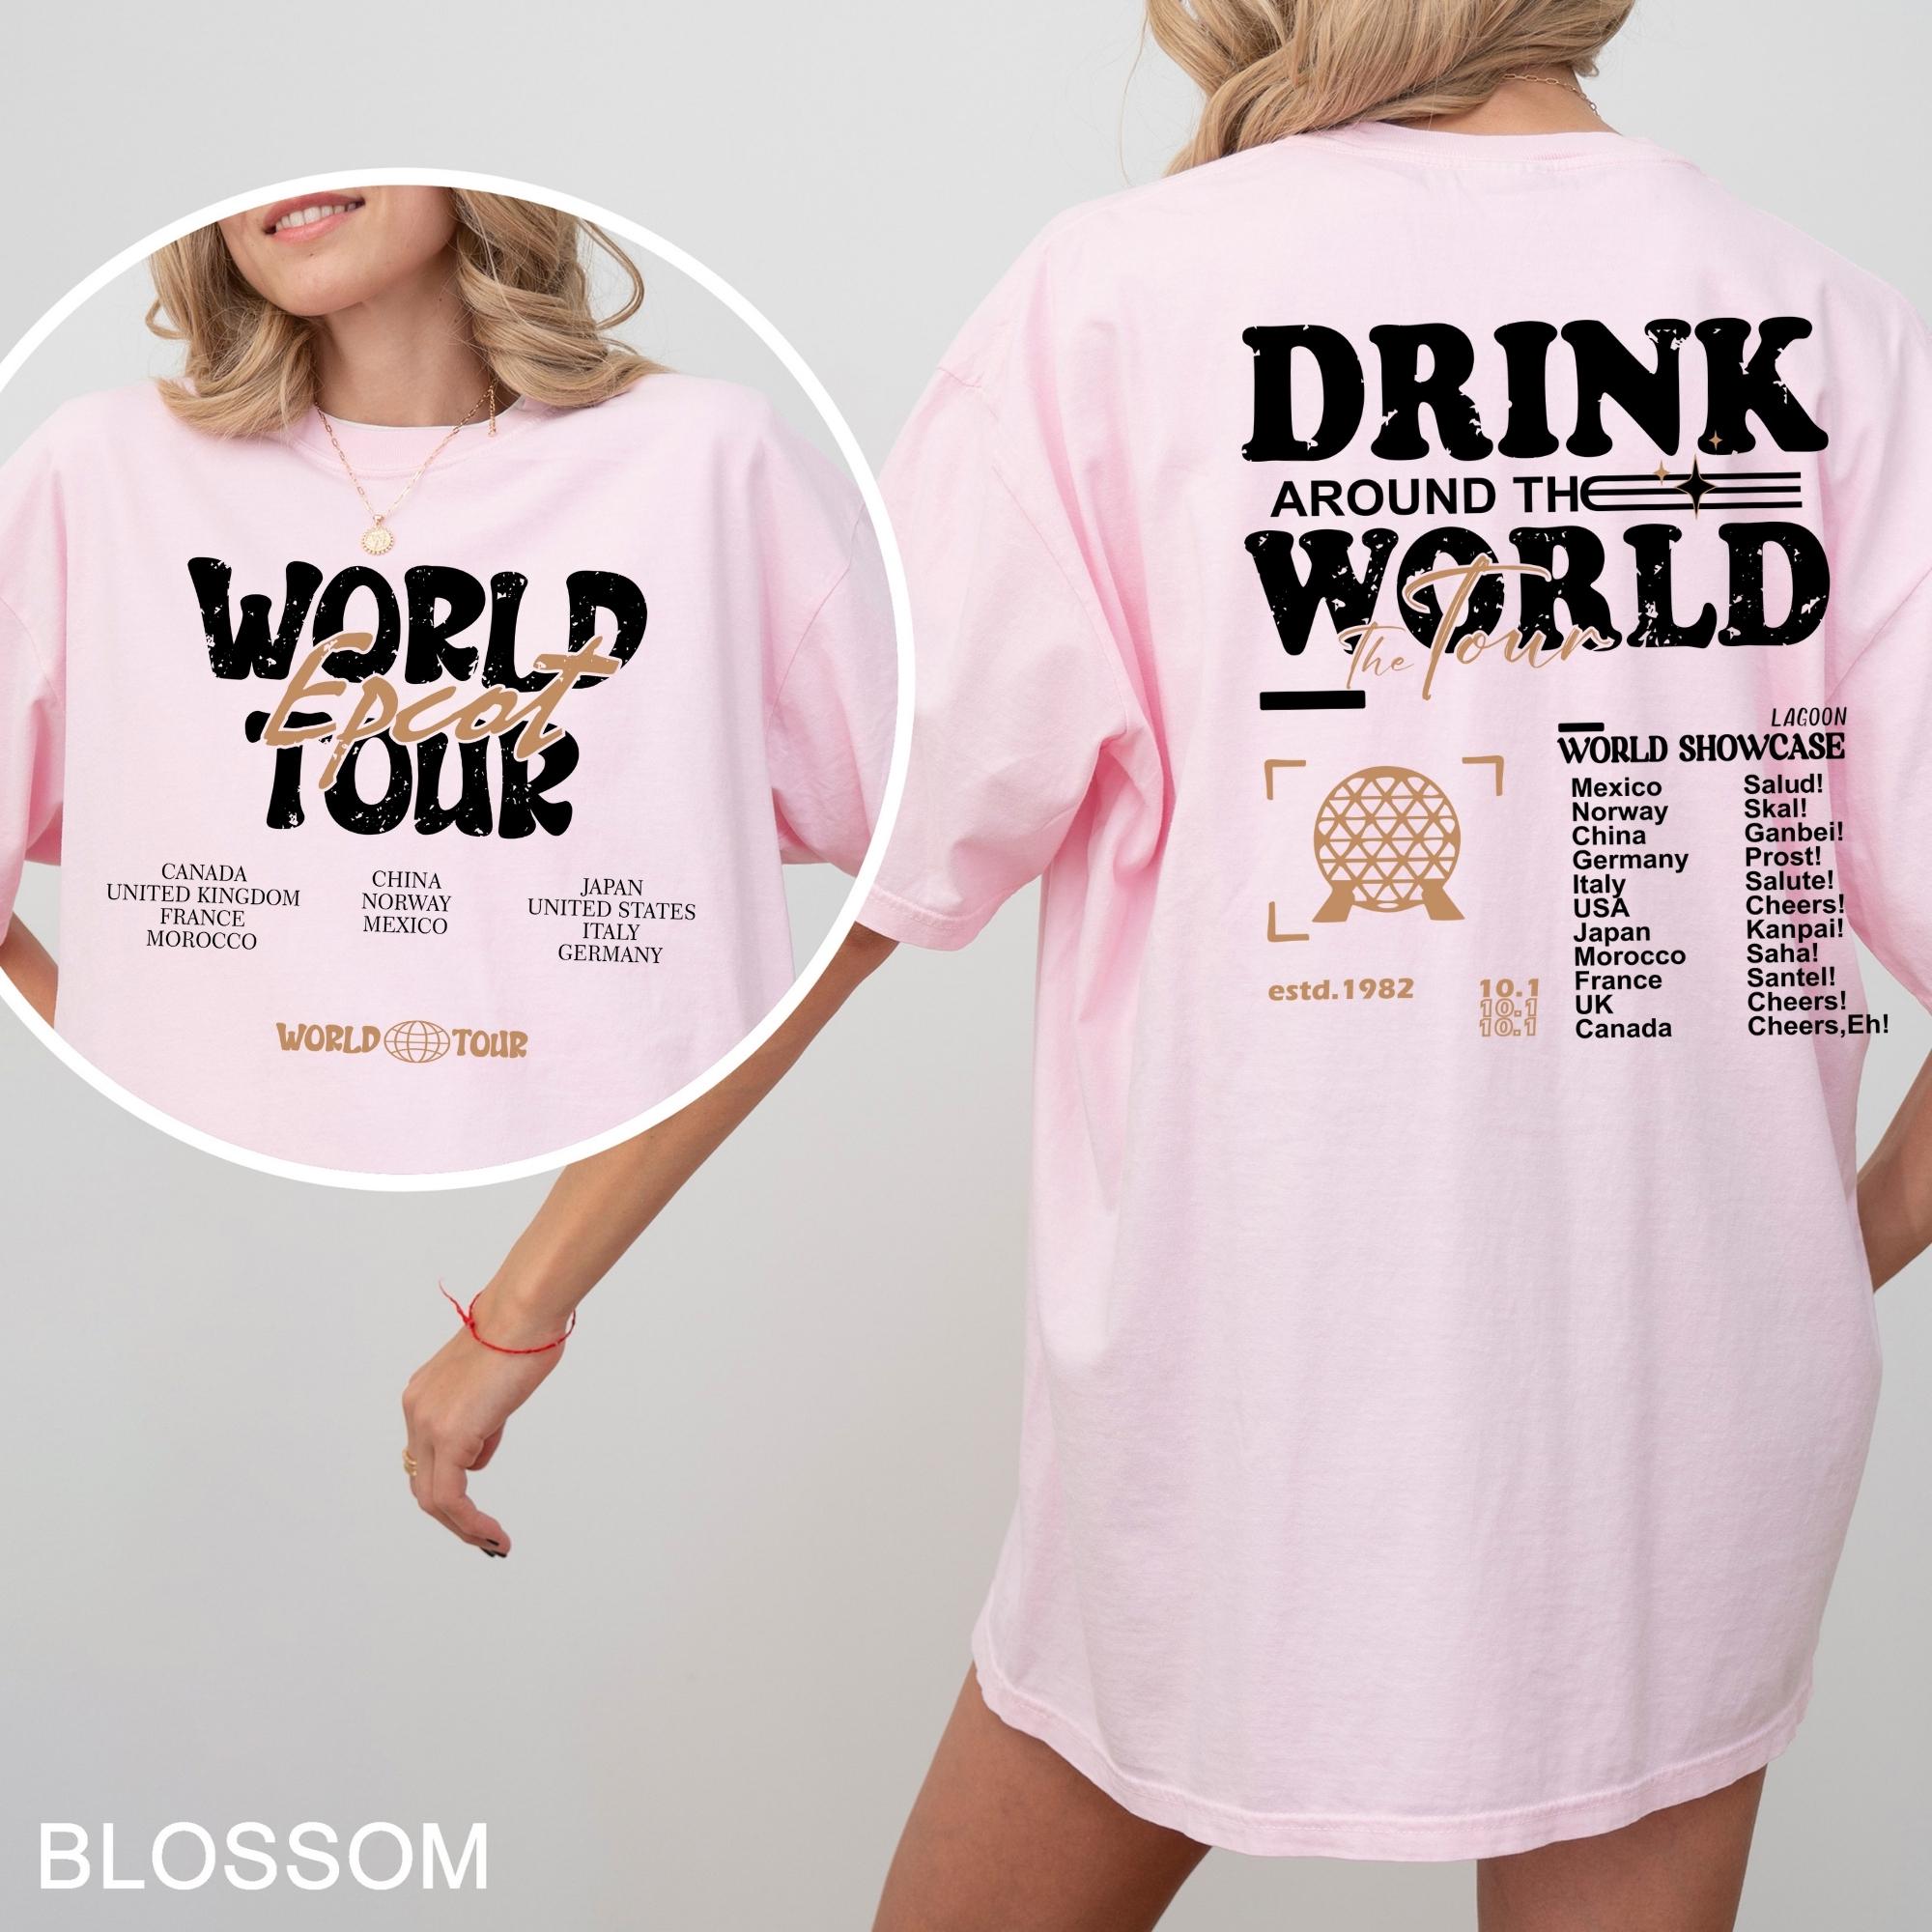 WORLD
Epcot
TOUR
CANADA
UNITED KINGDOM
FRANCE
MOROCCO
CHINA
NORWAY
MEXICO
JAPAN
UNITED STATES
ITALY
GERMANY
WORLD TOUR
DRINK
AROUND THE
WORLD
The Tour
LAGOON
WORLD SHOWCASE
Mexico Salud!
Norway Skal!
China Ganbei!
Germany Prost!
Italy Salute!
USA Cheers!
Japan Kanpai!
Morocco Saha!
France Santel!
UK Cheers!
Canada Cheers,Eh!
estd.1982
10.1
10.1
10.1
BLOSSOM